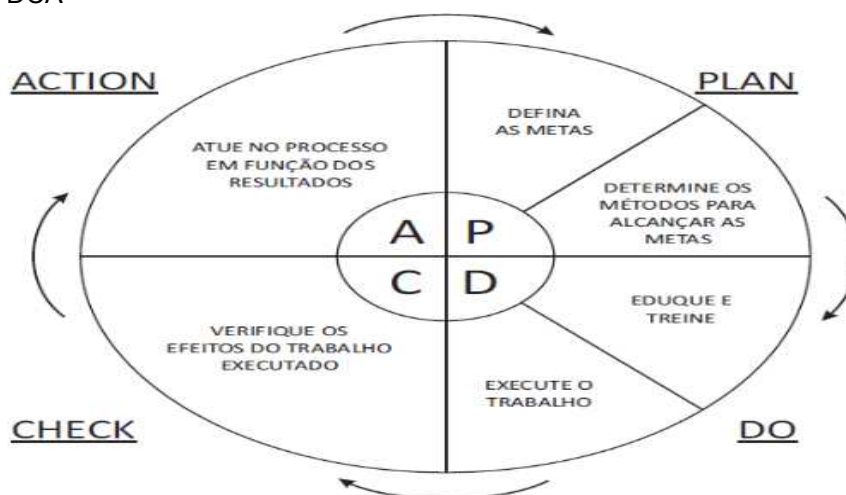 ACTION
PLAN
DEFINA
AS METAS
ATUE NO PROCESSO
EM FUNÇÃO DOS
RESULTADOS
DETERMINE OS
MÉTODOS PARA
ALCANÇAR AS
METAS
A P
C D
EDUQUE E
TREINE
VERIFIQUE OS
EFEITOS DO TRABALHO
EXECUTADO
EXECUTE O
TRABALHO
CHECK
DO